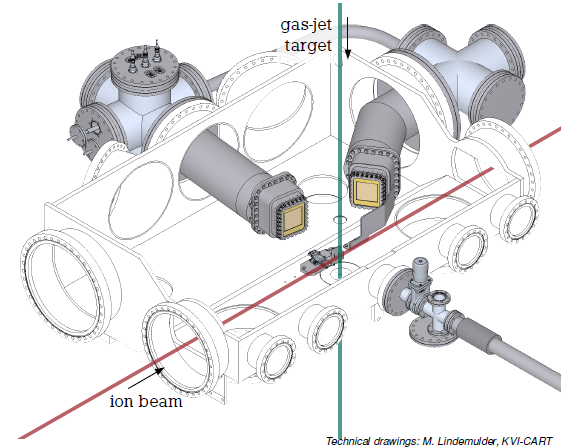 gas-jet
target
ion beam
Technical drawings: M. Lindemulder, KVI-CART